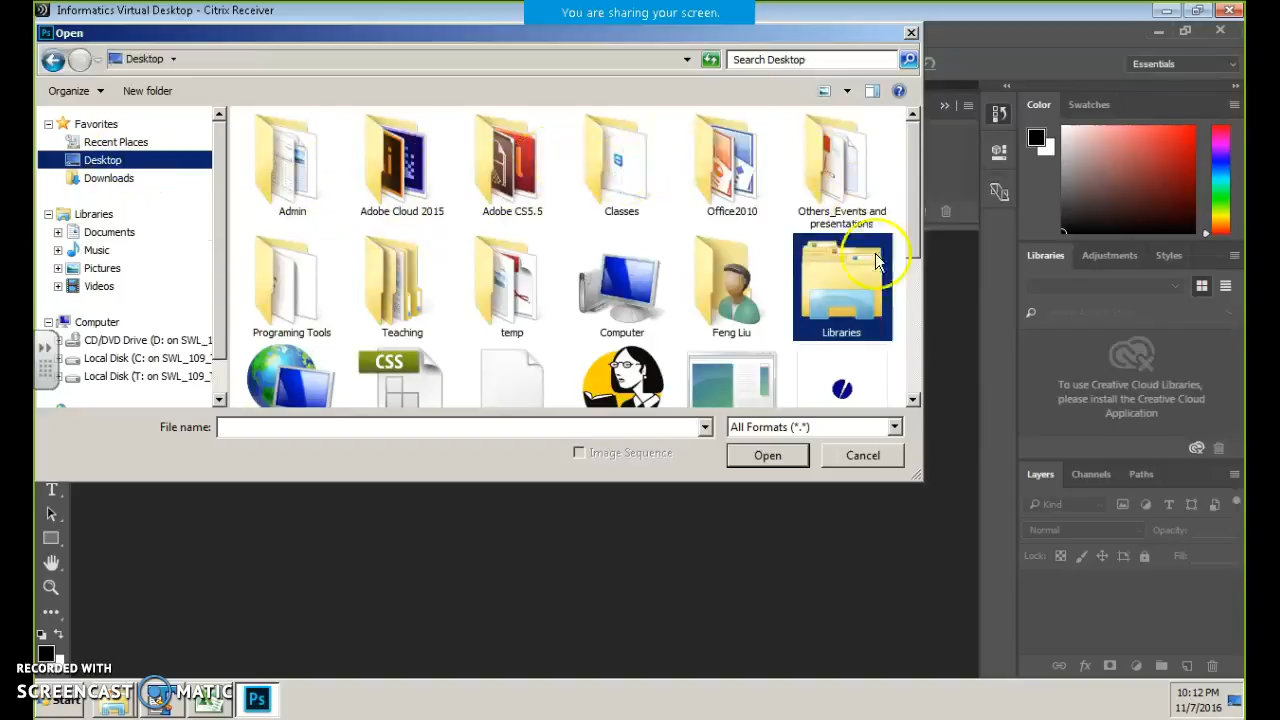 Informatics Virtual Desktop - Citrix Receiver
You are sharing your screen.
Ps Open
Desktop
Search Desktop
Essentials
Organize
New folder
Color
Swatches
Favorites
Recent Places
Desktop
Downloads
Libraries
Documents
Music
Pictures
Videos
Computer
CD/DVD Drive (D: on SWL_1
Local Disk (C: on SWL_109_
Local Disk (T: on SWL_109_
Admin
Adobe Cloud 2015
Adobe CS5.5
Classes
Office2010
Others_Events and
presentations
Programing Tools
Teaching
temp
Computer
Feng Liu
Libraries
CSS
Libraries
Adjustments
Styles
To use Creative Cloud Libraries,
please install the Creative Cloud
Application
File name:
All Formats (*.*)
Image Sequence
Open
Cancel
Layers
Channels
Paths
Kind
Normal
Opacity:
Lock:
Fill:
RECORDED WITH
SCREENCAST MATIC
Start
Ps
10:12 PM
11/7/2016